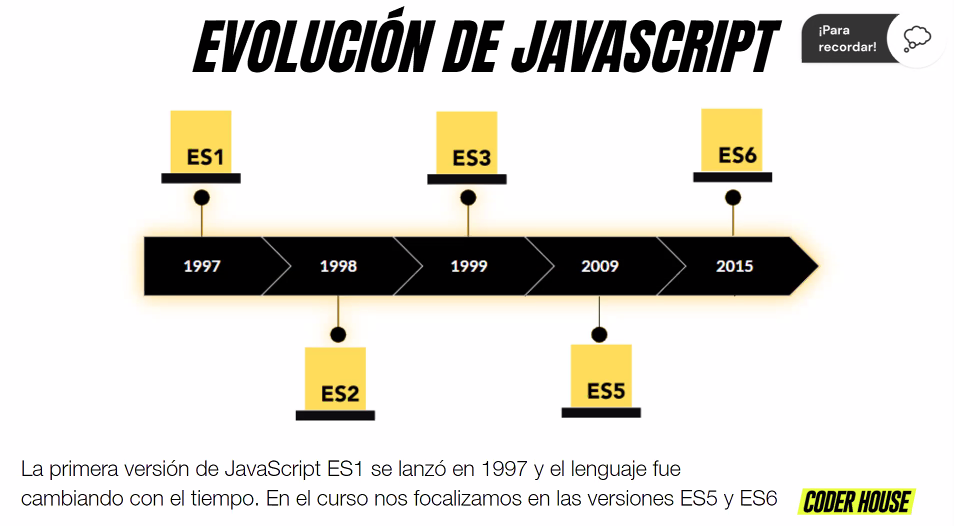 EVOLUCIÓN DE JAVASCRIPT
¡Para
recordar!
ES1
ES3
ES6
1997
1998
1999
2009
2015
ES2
ES5
La primera versión de JavaScript ES1 se lanzó en 1997 y el lenguaje fue
cambiando con el tiempo. En el curso nos focalizamos en las versiones ES5 y ES6
CODER HOUSE